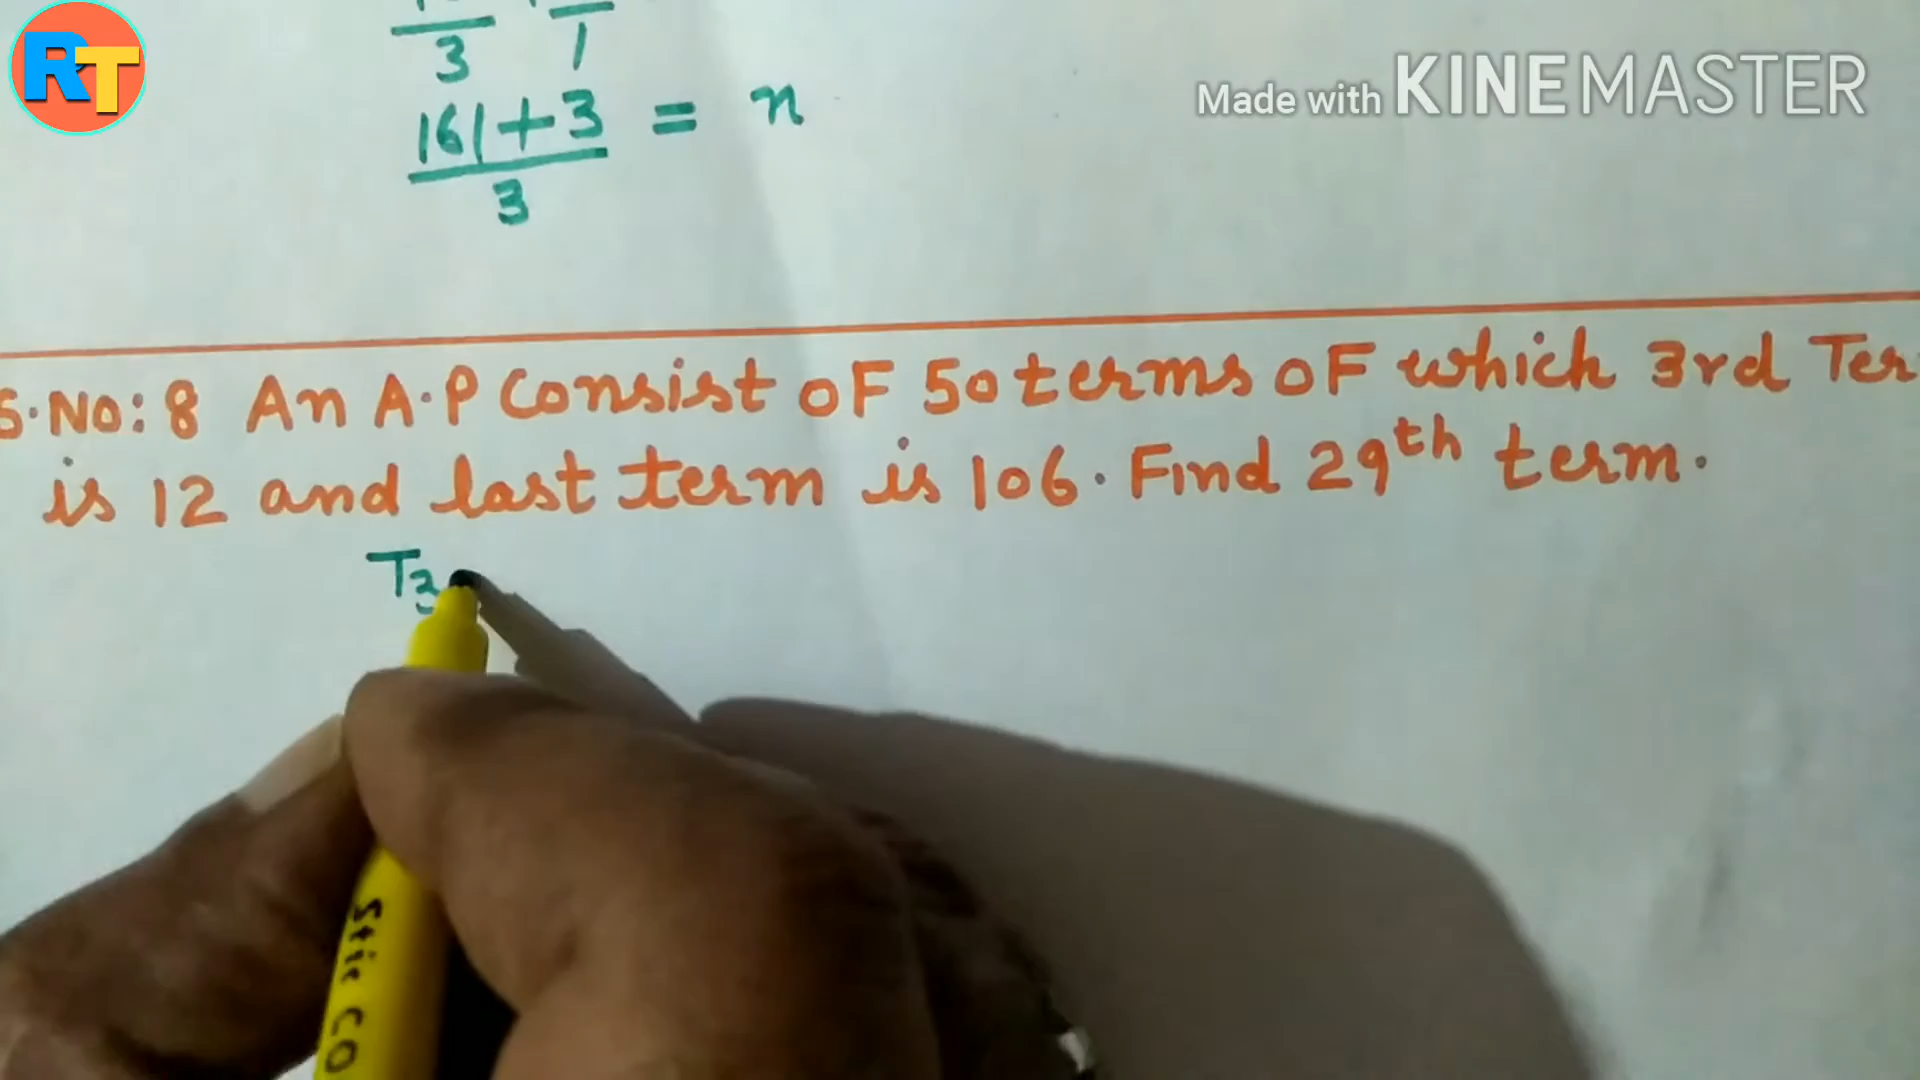 RT
Made with KINEMASTER
3 1
161+3 = n
3
S.No:8 An A.P Consist oF 50 terms oF which 3rd Ter
is 12 and last term is 106. Find 29th term.
T3
Stic CO